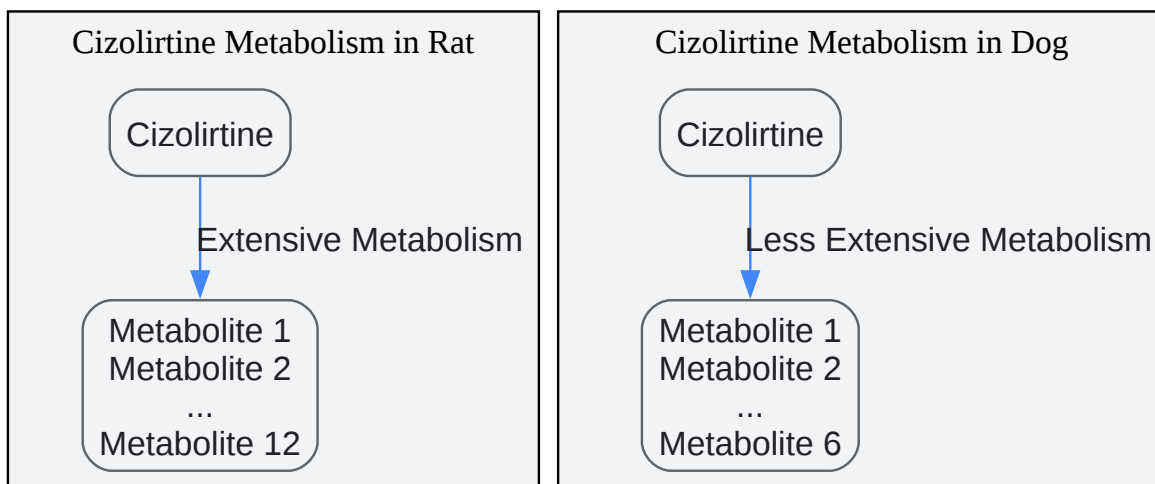 Cizolirtine Metabolism in Rat
Cizolirtine
Extensive Metabolism
Metabolite 1
Metabolite 2
...
Metabolite 12
Cizolirtine Metabolism in Dog
Cizolirtine
Less Extensive Metabolism
Metabolite 1
Metabolite 2
...
Metabolite 6